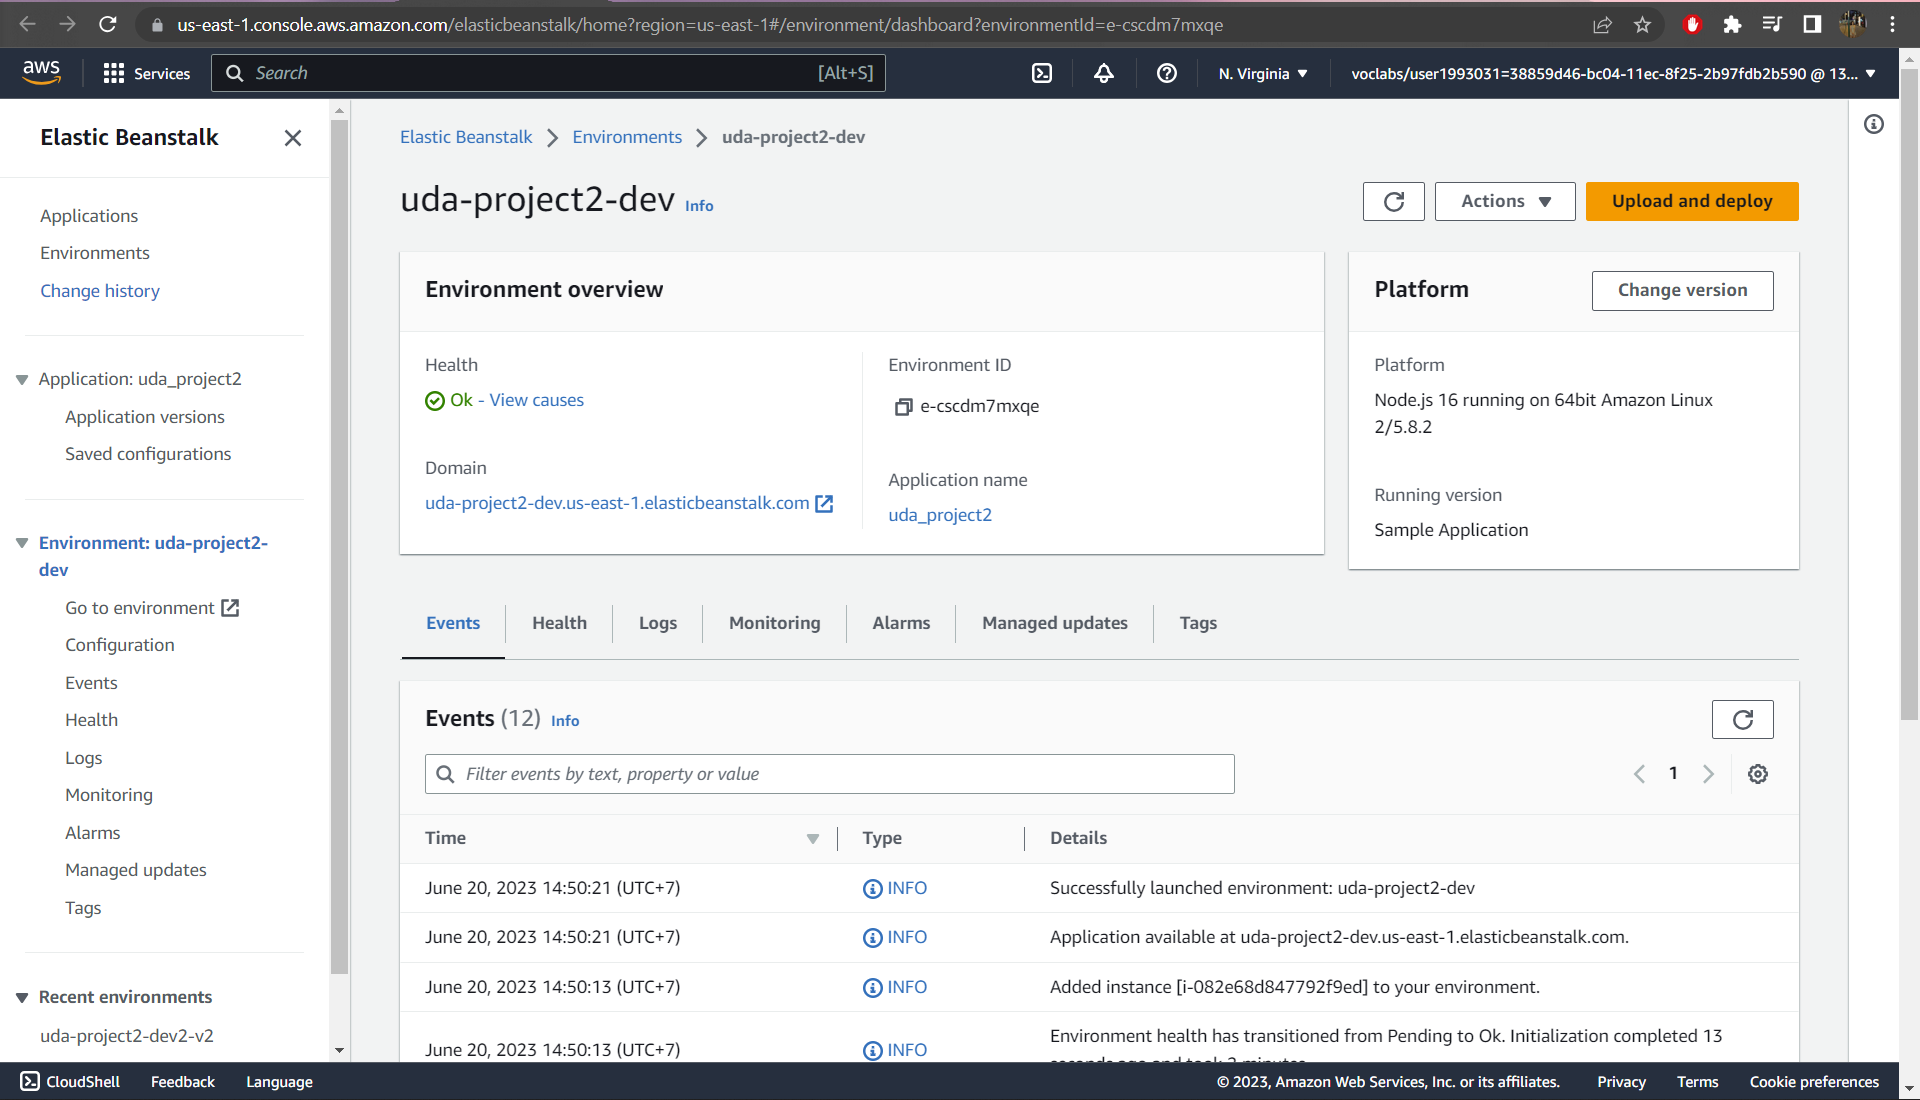 us-east-1.console.aws.amazon.com/elasticbeanstalk/home?region=us-east-1#/environment/dashboard?environmentId=e-cscdm7mxqe
aws
Services
Search
[Alt+S]
N. Virginia
voclabs/user1993031=38859d46-bc04-11ec-8f25-2b97fdb2b590 @ 13...
Elastic Beanstalk
Applications
Environments
Change history
Application: uda_project2
Application versions
Saved configurations
Environment: uda-project2-
dev
Go to environment
Configuration
Events
Health
Logs
Monitoring
Alarms
Managed updates
Tags
Recent environments
uda-project2-dev2-v2
Elastic Beanstalk
Environments
uda-project2-dev
uda-project2-dev Info
Actions
Upload and deploy
Environment overview
Health
Ok - View causes
Domain
uda-project2-dev.us-east-1.elasticbeanstalk.com
Environment ID
e-cscdm7mxqe
Application name
uda_project2
Platform
Change version
Platform
Node.js 16 running on 64bit Amazon Linux
2/5.8.2
Running version
Sample Application
Events
Health
Logs
Monitoring
Alarms
Managed updates
Tags
Events (12) Info
Filter events by text, property or value
1
Time
Type
Details
June 20, 2023 14:50:21 (UTC+7)
INFO
Successfully launched environment: uda-project2-dev
June 20, 2023 14:50:21 (UTC+7)
INFO
Application available at uda-project2-dev.us-east-1.elasticbeanstalk.com.
June 20, 2023 14:50:13 (UTC+7)
INFO
Added instance [i-082e68d847792f9ed] to your environment.
June 20, 2023 14:50:13 (UTC+7)
INFO
Environment health has transitioned from Pending to Ok. Initialization completed 13
seconds ago and took 2 minutes.
CloudShell
Feedback
Language
© 2023, Amazon Web Services, Inc. or its affiliates.
Privacy
Terms
Cookie preferences